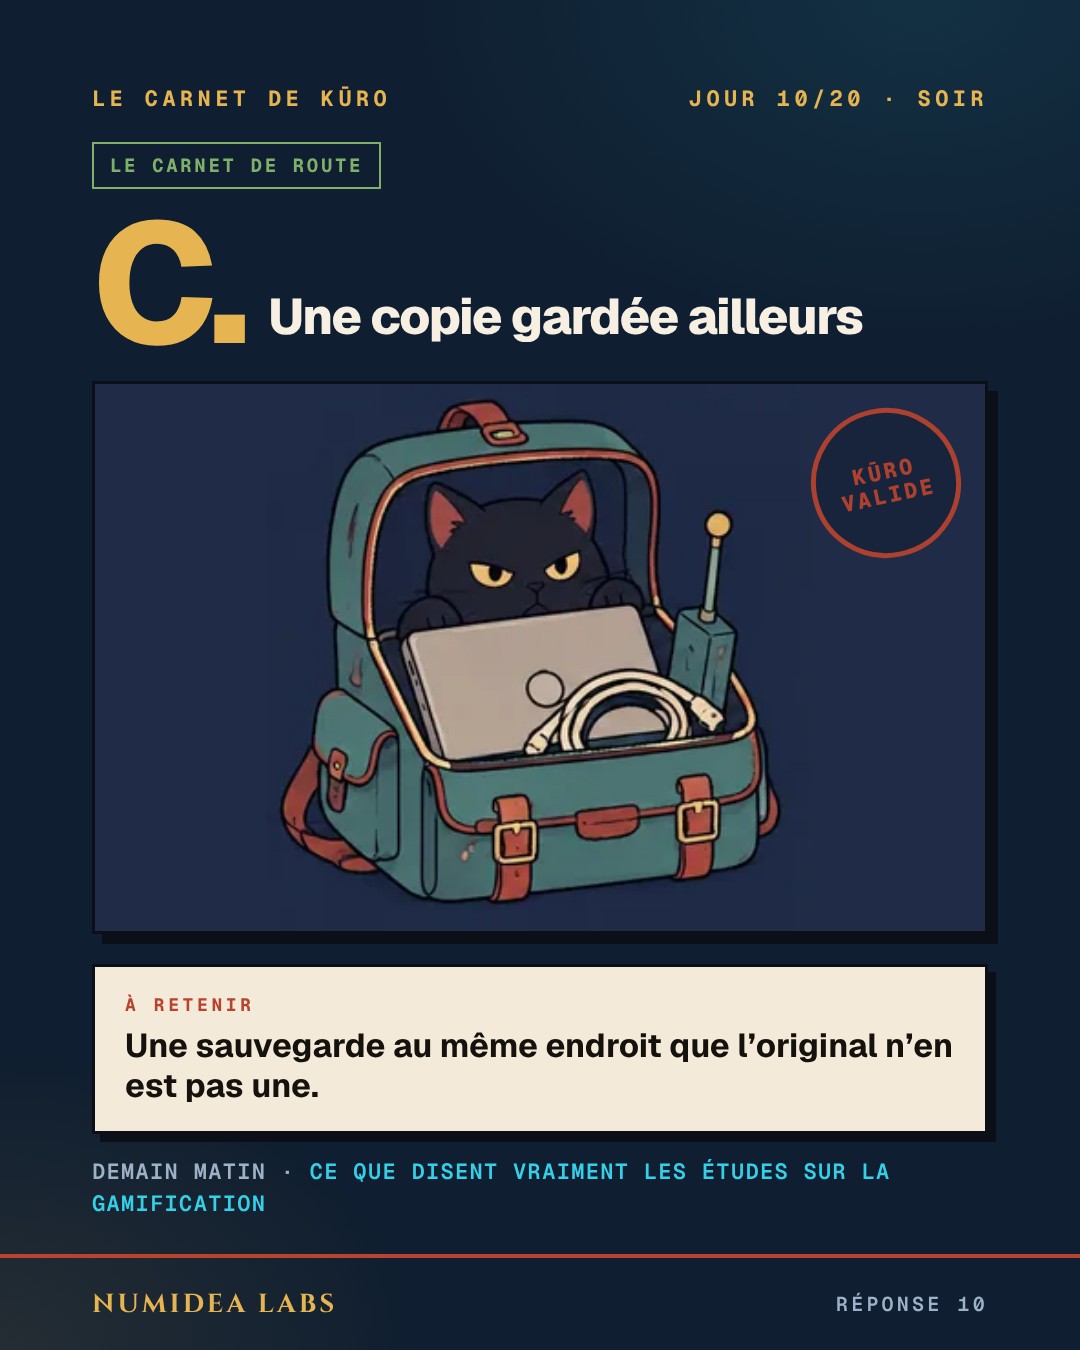 LE CARNET DE KŪRO
JOUR 10/20 · SOIR
LE CARNET DE ROUTE
C. Une copie gardée ailleurs
KŪRO
VALIDE
À RETENIR
Une sauvegarde au même endroit que l’original n’en
est pas une.
DEMAIN MATIN · CE QUE DISENT VRAIMENT LES ÉTUDES SUR LA
GAMIFICATION
NUMIDEA LABS
RÉPONSE 10